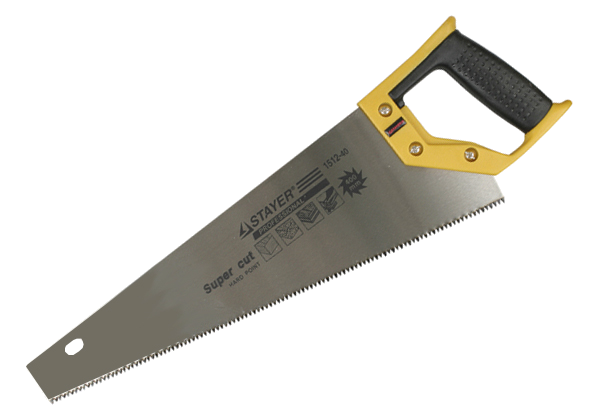 1512-40
STAYER®
PROFESSIONAL
Super cut
HARD POINT